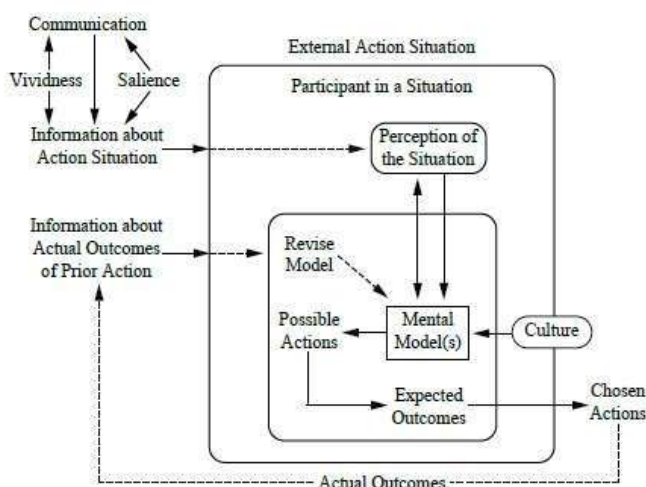 Communication
External Action Situation
Vividness
Salience
Participant in a Situation
Information about
Action Situation
Perception of
the Situation
Information about
Actual Outcomes
of Prior Action
Revise
Model
Possible
Actions
Mental
Model(s)
Culture
Expected
Outcomes
Chosen
Actions
Actual Outcomes